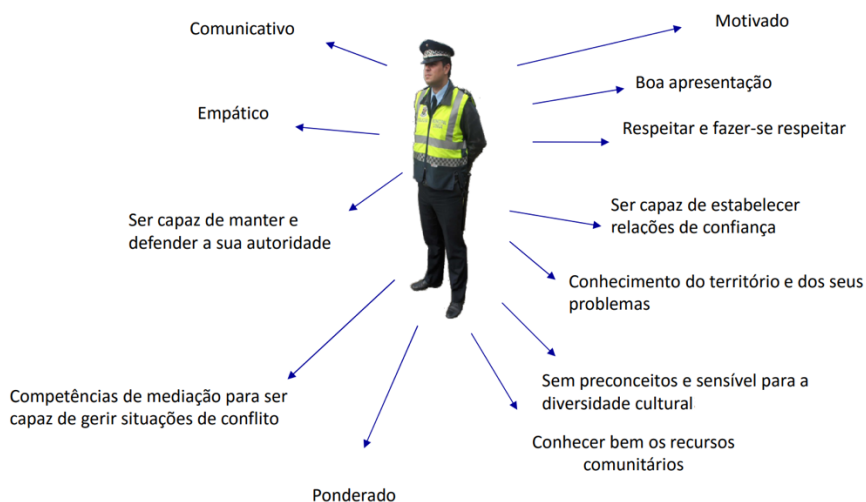 Comunicativo
Motivado
Boa apresentação
Empático
Respeitar e fazer-se respeitar
Ser capaz de manter e
defender a sua autoridade
Ser capaz de estabelecer
relações de confiança
Conhecimento do território e dos seus
problemas
Competências de mediação para ser
capaz de gerir situações de conflito
Sem preconceitos e sensível para a
diversidade cultural
Conhecer bem os recursos
comunitários
Ponderado